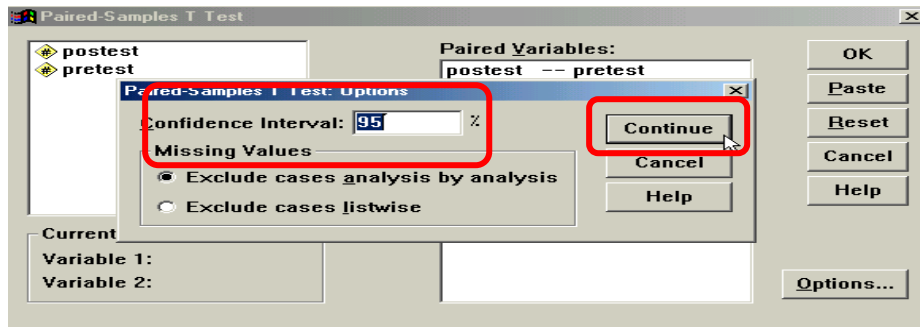 Paired-Samples T Test
postest
pretest
Paired Variables:
postest -- pretest
OK
Paste
Reset
Cancel
Help
Paired-Samples T Test: Options
Confidence Interval: 95 %
Missing Values
Exclude cases analysis by analysis
Exclude cases listwise
Continue
Cancel
Help
Current
Variable 1:
Variable 2:
Options...